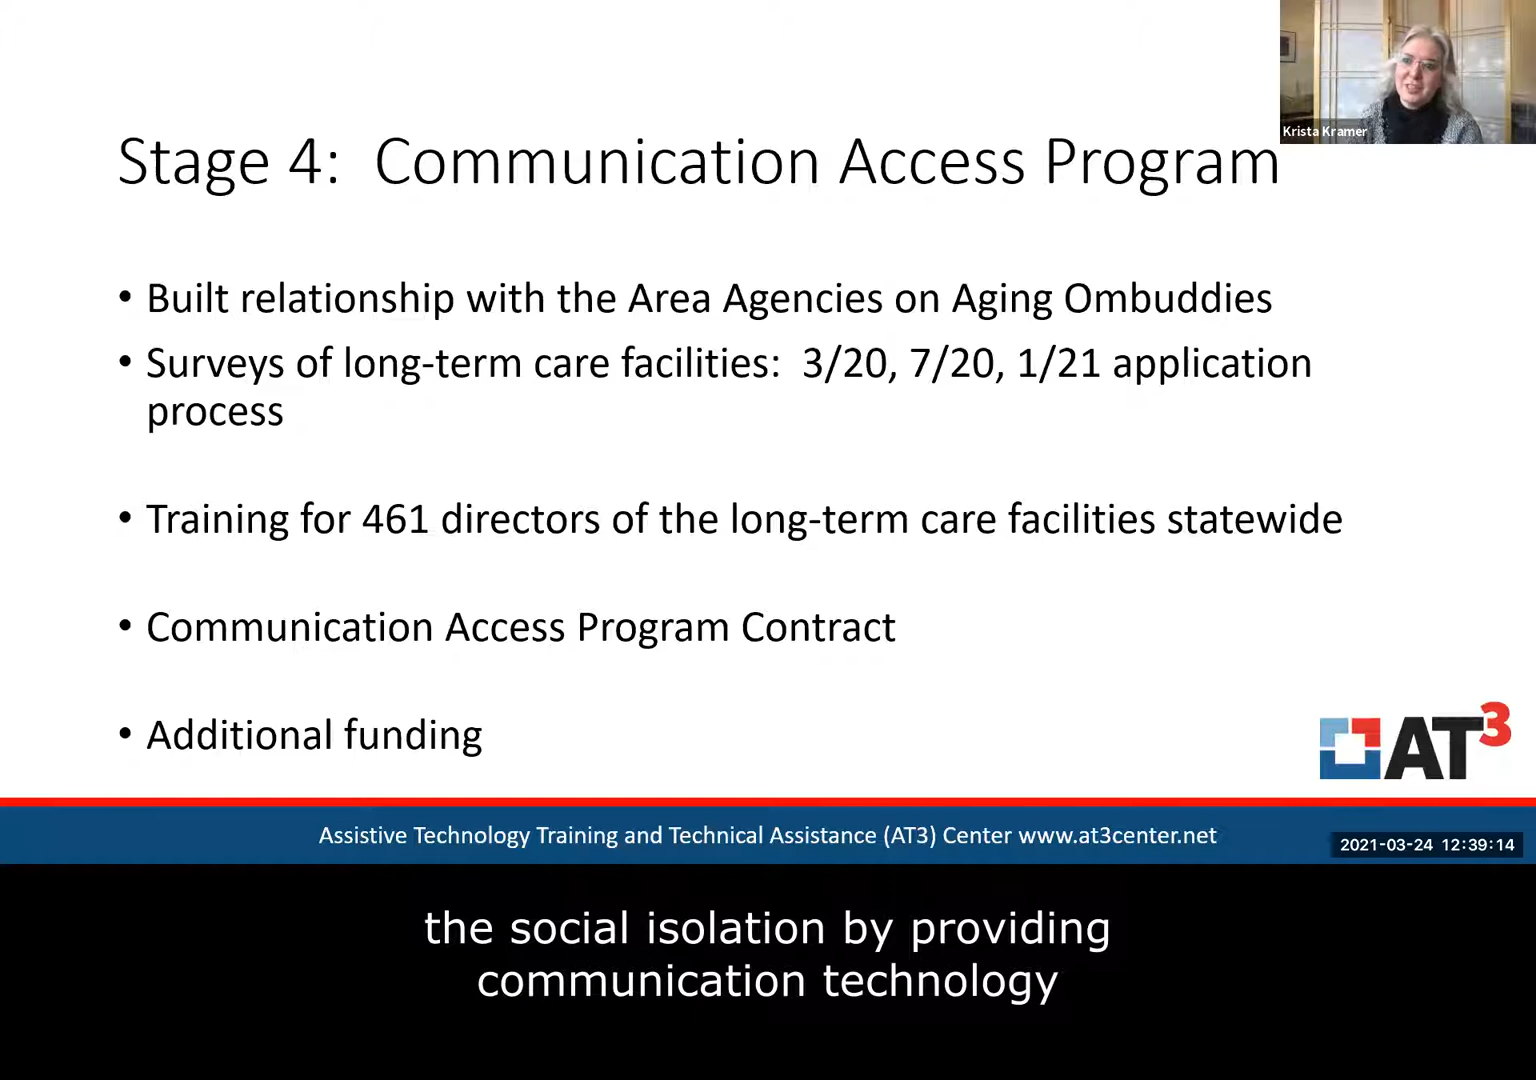 Krista Kramer
Stage 4:  Communication Access Program
• Built relationship with the Area Agencies on Aging Ombuddies
• Surveys of long-term care facilities:  3/20, 7/20, 1/21 application
process
• Training for 461 directors of the long-term care facilities statewide
• Communication Access Program Contract
• Additional funding
AT3
Assistive Technology Training and Technical Assistance (AT3) Center www.at3center.net
2021-03-24 12:39:14
the social isolation by providing
communication technology